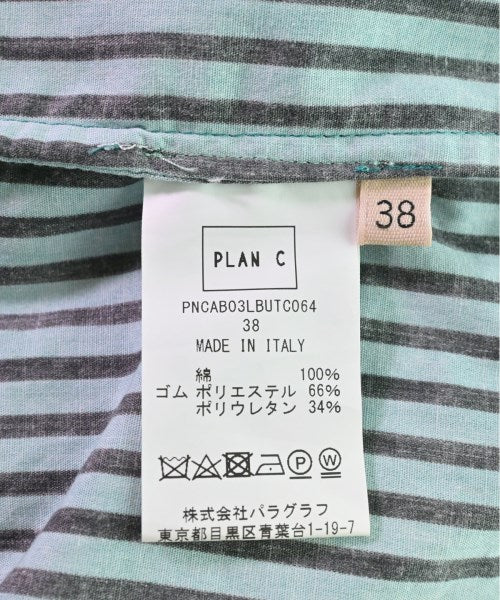 38
PLAN C
PNCAB03LBUTC064
38
MADE IN ITALY
綿 100%
ゴム ポリエステル 66%
ポリウレタン 34%
P W
株式会社パラグラフ
東京都目黒区青葉台1-19-7